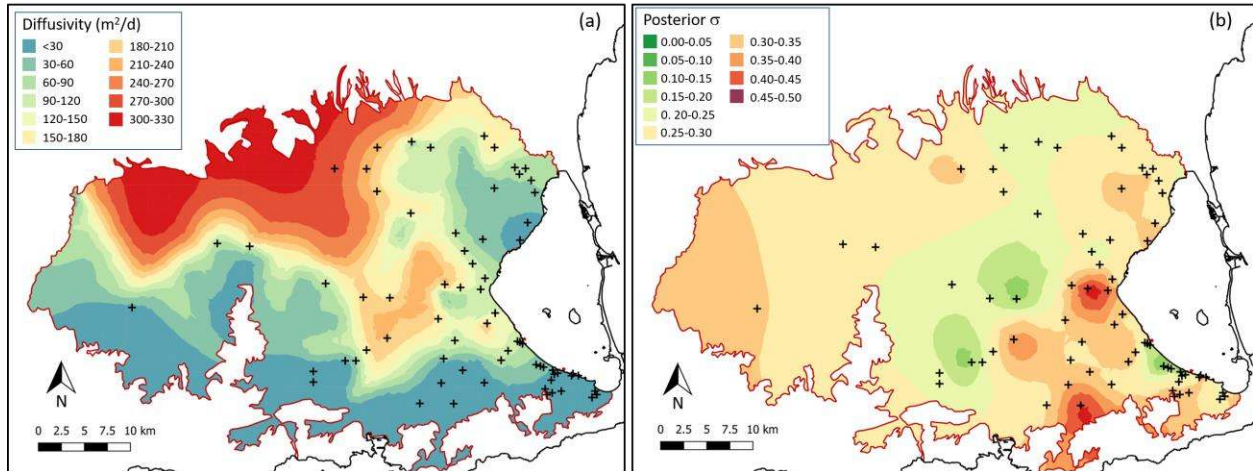 Diffusivity (m²/d)
<30
30-60
60-90
90-120
120-150
150-180
180-210
210-240
240-270
270-300
300-330
(a)
N
0 2.5 5 7.5 10 km
Posterior σ
0.00-0.05
0.05-0.10
0.10-0.15
0.15-0.20
0. 20-0.25
0.25-0.30
0.30-0.35
0.35-0.40
0.40-0.45
0.45-0.50
(b)
N
0 2.5 5 7.5 10 km